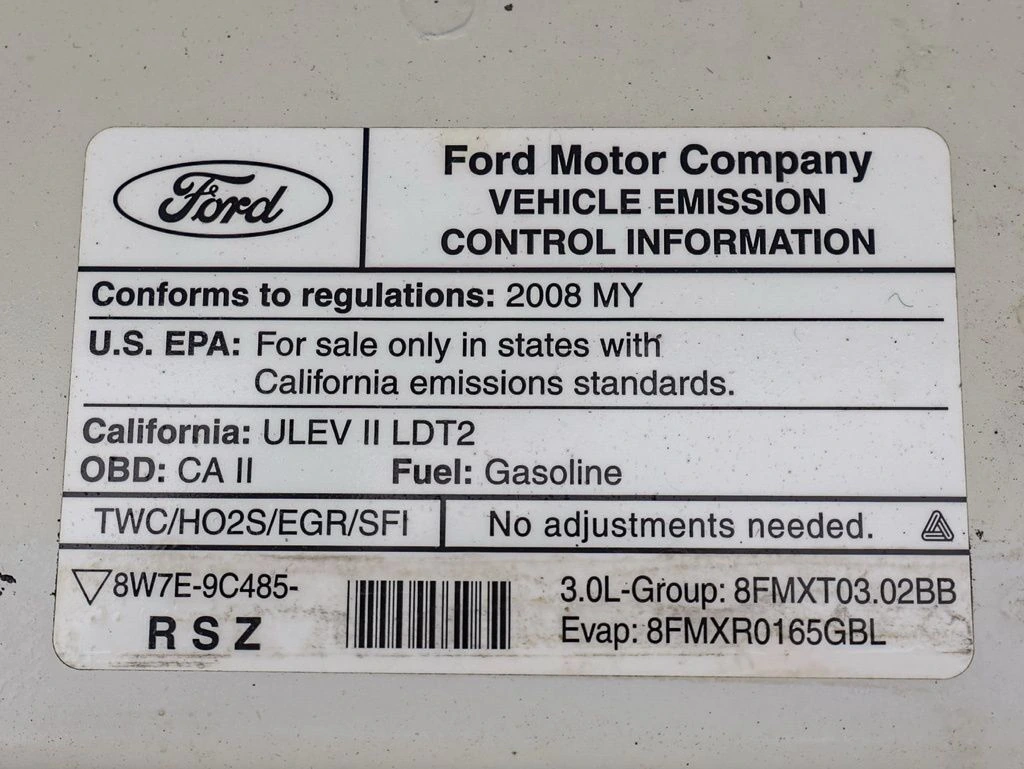 Ford
Ford Motor Company
VEHICLE EMISSION
CONTROL INFORMATION
Conforms to regulations: 2008 MY
U.S. EPA: For sale only in states with
California emissions standards.
California: ULEV II LDT2
OBD: CA II Fuel: Gasoline
TWC/HO2S/EGR/SFI No adjustments needed.
8W7E-9C485-
R S Z
3.0L-Group: 8FMXT03.02BB
Evap: 8FMXR0165GBL